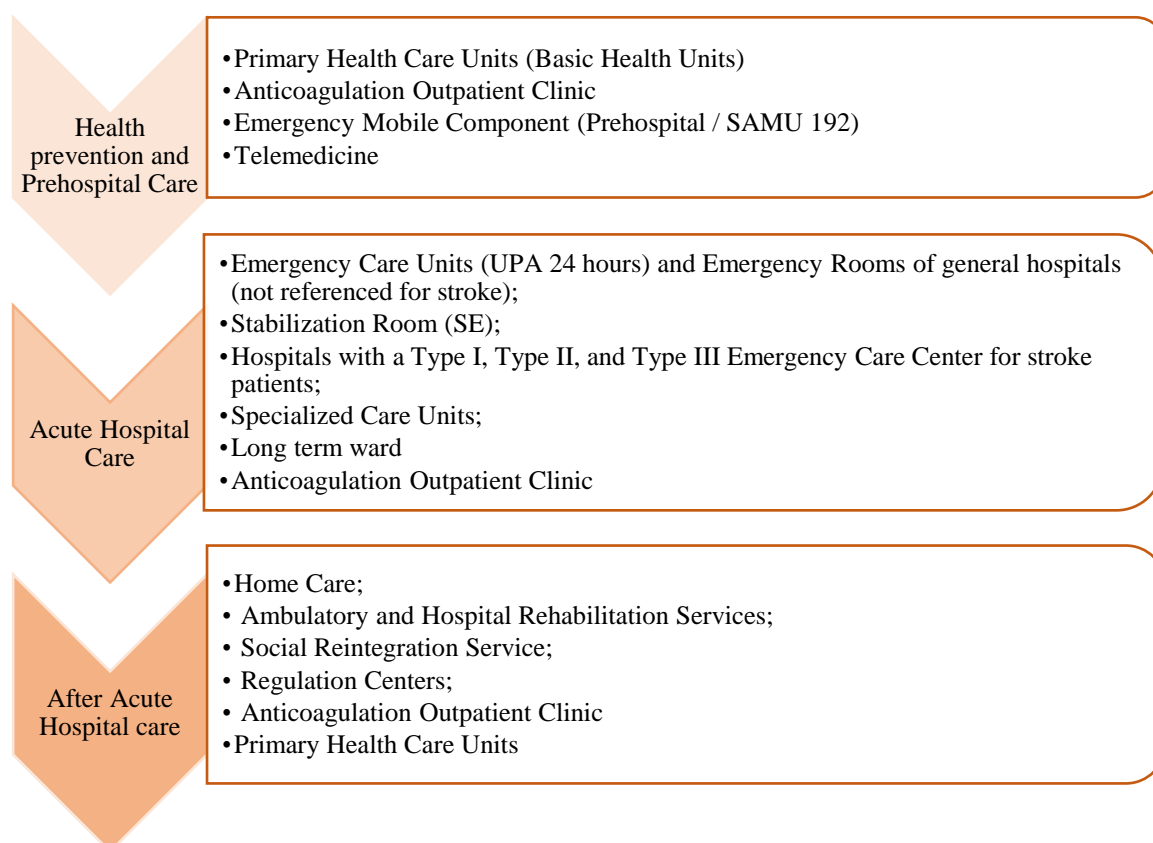 Health
prevention and
Prehospital Care
•Primary Health Care Units (Basic Health Units)
•Anticoagulation Outpatient Clinic
•Emergency Mobile Component (Prehospital / SAMU 192)
•Telemedicine
Acute Hospital
Care
•Emergency Care Units (UPA 24 hours) and Emergency Rooms of general hospitals
(not referenced for stroke);
•Stabilization Room (SE);
•Hospitals with a Type I, Type II, and Type III Emergency Care Center for stroke
patients;
•Specialized Care Units;
•Long term ward
•Anticoagulation Outpatient Clinic
After Acute
Hospital care
•Home Care;
• Ambulatory and Hospital Rehabilitation Services;
• Social Reintegration Service;
• Regulation Centers;
• Anticoagulation Outpatient Clinic
•Primary Health Care Units